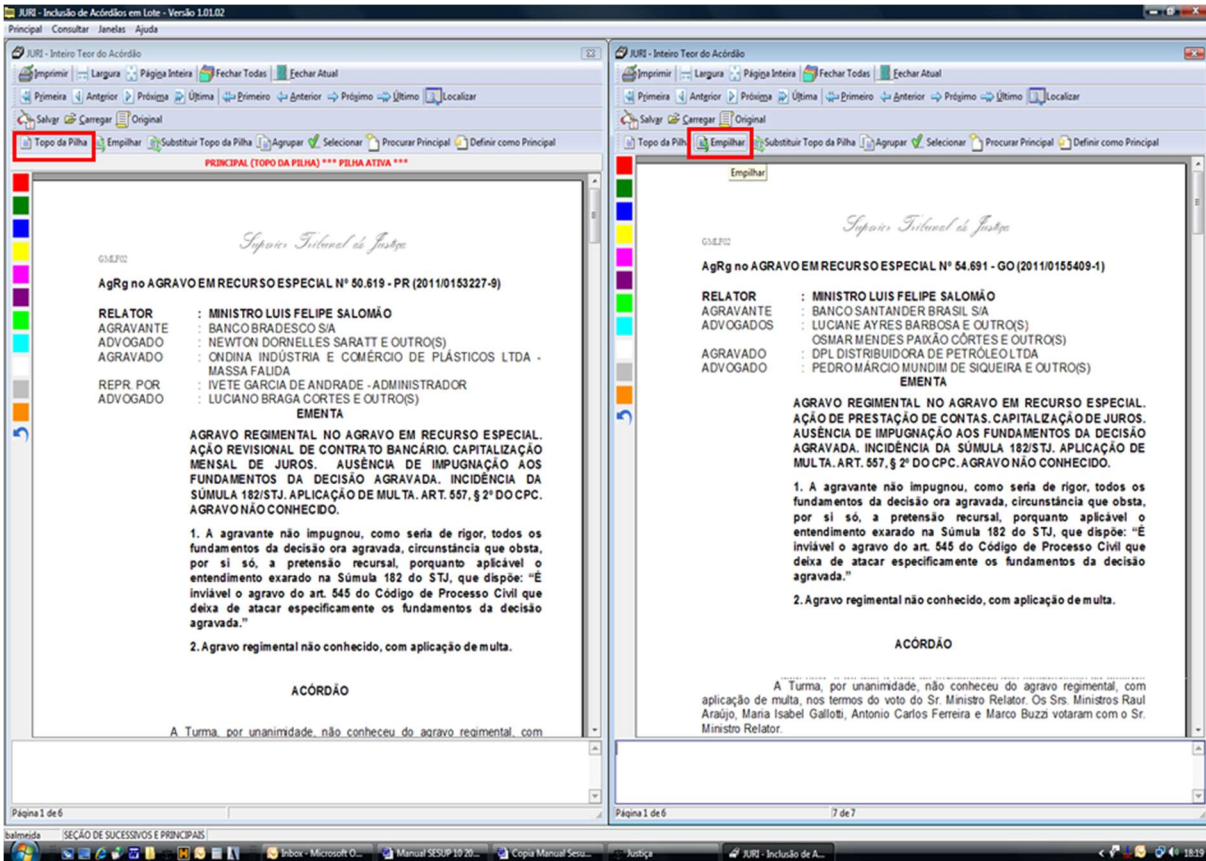 JURI - Inclusão de Acórdãos em Lote - Versão 1.01.02
Principal Consultar Janelas Ajuda
JURI - Inteiro Teor do Acórdão
Imprimir Largura Página Inteira Fechar Todas Fechar Atual
Primeira Anterior Próxima Última Primeiro Anterior Próximo Último Localizar
Salvar Carregar Original
Topo da Pilha Empilhar Substituir Topo da Pilha Agrupar Selecionar Procurar Principal Definir como Principal
PRINCIPAL (TOPO DA PILHA) *** PILHA ATIVA ***
Superior Tribunal de Justiça
GMLF02
AgRg no AGRAVO EM RECURSO ESPECIAL Nº 50.619 - PR (2011/0153227-9)
RELATOR : MINISTRO LUIS FELIPE SALOMÃO
AGRAVANTE : BANCO BRADESCO S/A
ADVOGADO : NEWTON DORNELLES SARATT E OUTRO(S)
AGRAVADO : ONDINA INDÚSTRIA E COMÉRCIO DE PLÁSTICOS LTDA -
MASSA FALIDA
REPR. POR : IVETE GARCIA DE ANDRADE - ADMINISTRADOR
ADVOGADO : LUCIANO BRAGA CORTES E OUTRO(S)
EMENTA
AGRAVO REGIMENTAL NO AGRAVO EM RECURSO ESPECIAL.
AÇÃO REVISIONAL DE CONTRATO BANCÁRIO. CAPITALIZAÇÃO
MENSAL DE JUROS. AUSÊNCIA DE IMPUGNAÇÃO AOS
FUNDAMENTOS DA DECISÃO AGRAVADA. INCIDÊNCIA DA
SÚMULA 182/STJ. APLICAÇÃO DE MULTA. ART. 557, § 2º DO CPC.
AGRAVO NÃO CONHECIDO.
1. A agravante não impugnou, como seria de rigor, todos os
fundamentos da decisão ora agravada, circunstância que obsta,
por si só, a pretensão recursal, porquanto aplicável o
entendimento exarado na Súmula 182 do STJ, que dispõe: “É
inviável o agravo do art. 545 do Código de Processo Civil que
deixa de atacar especificamente os fundamentos da decisão
agravada.”
2. Agravo regimental não conhecido, com aplicação de multa.
ACÓRDÃO
A Turma, por unanimidade, não conheceu do agravo regimental, com
Página 1 de 6
JURI - Inteiro Teor do Acórdão
Imprimir Largura Página Inteira Fechar Todas Fechar Atual
Primeira Anterior Próxima Última Primeiro Anterior Próximo Último Localizar
Salvar Carregar Original
Topo da Pilh Empilhar Substituir Topo da Pilha Agrupar Selecionar Procurar Principal Definir como Principal
Empilhar
Superior Tribunal de Justiça
GMLF02
AgRg no AGRAVO EM RECURSO ESPECIAL Nº 54.691 - GO (2011/0155409-1)
RELATOR : MINISTRO LUIS FELIPE SALOMÃO
AGRAVANTE : BANCO SANTANDER BRASIL S/A
ADVOGADOS : LUCIANE AYRES BARBOSA E OUTRO(S)
OSMAR MENDES PAIXÃO CÔRTES E OUTRO(S)
AGRAVADO : DPL DISTRIBUIDORA DE PETRÓLEO LTDA
ADVOGADO : PEDRO MÁRCIO MUNDIM DE SIQUEIRA E OUTRO(S)
EMENTA
AGRAVO REGIMENTAL NO AGRAVO EM RECURSO ESPECIAL.
AÇÃO DE PRESTAÇÃO DE CONTAS. CAPITALIZAÇÃO DE JUROS.
AUSÊNCIA DE IMPUGNAÇÃO AOS FUNDAMENTOS DA DECISÃO
AGRAVADA. INCIDÊNCIA DA SÚMULA 182/STJ. APLICAÇÃO DE
MULTA. ART. 557, § 2º DO CPC. AGRAVO NÃO CONHECIDO.
1. A agravante não impugnou, como seria de rigor, todos os
fundamentos da decisão ora agravada, circunstância que obsta,
por si só, a pretensão recursal, porquanto aplicável o
entendimento exarado na Súmula 182 do STJ, que dispõe: “É
inviável o agravo do art. 545 do Código de Processo Civil que
deixa de atacar especificamente os fundamentos da decisão
agravada.”
2. Agravo regimental não conhecido, com aplicação de multa.
ACÓRDÃO
A Turma, por unanimidade, não conheceu do agravo regimental, com
aplicação de multa, nos termos do voto do Sr. Ministro Relator. Os Srs. Ministros Raul
Araújo, Maria Isabel Gallotti, Antonio Carlos Ferreira e Marco Buzzi votaram com o Sr.
Ministro Relator.
Página 1 de 6 7 de 7
balmeida SEÇÃO DE SUCESSIVOS E PRINCIPAIS
Inbox - Microsoft O... Manual SESUP 10 20... Copia Manual Sesu... Justiça JURI - Inclusão de A... 18:19